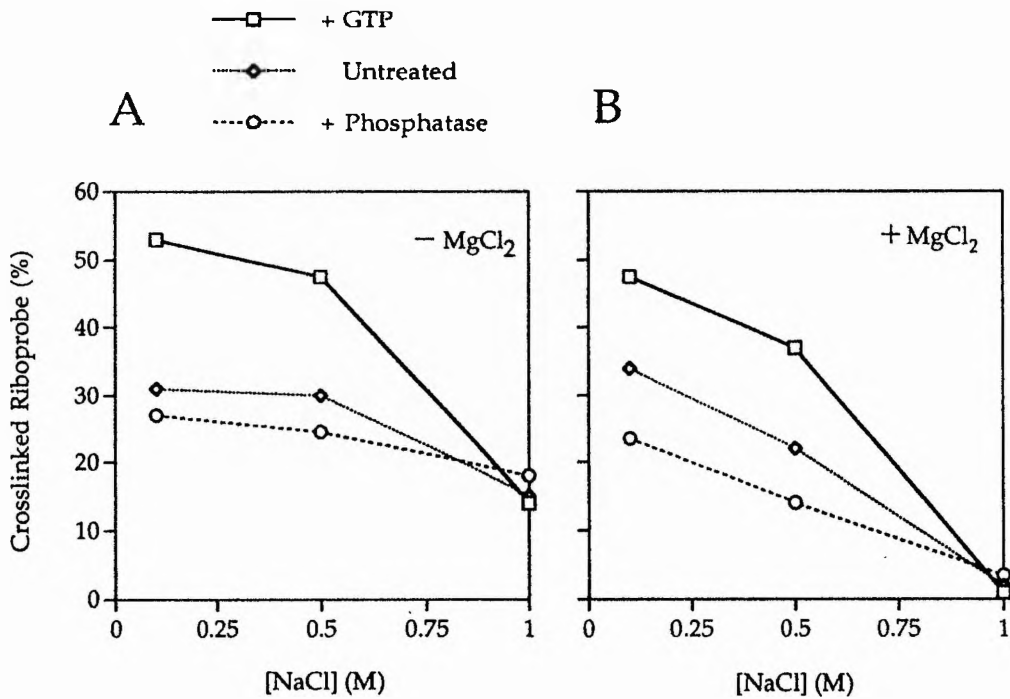 + GTP
Untreated
+ Phosphatase
A
B
Crosslinked Riboprobe (%)
60
50
40
30
20
10
0
− MgCl2
+ MgCl2
0 0.25 0.5 0.75 1
0 0.25 0.5 0.75 1
[NaCl] (M)
[NaCl] (M)